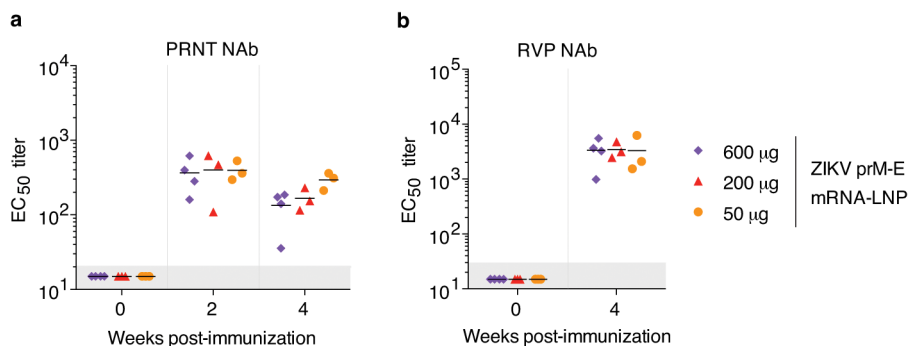 a
PRNT NAb
EC50 titer
10^4
10^3
10^2
10^1
0 2 4
Weeks post-immunization
b
RVP NAb
EC50 titer
10^5
10^4
10^3
10^2
10^1
0 4
Weeks post-immunization
600 µg
200 µg
50 µg
ZIKV prM-E
mRNA-LNP